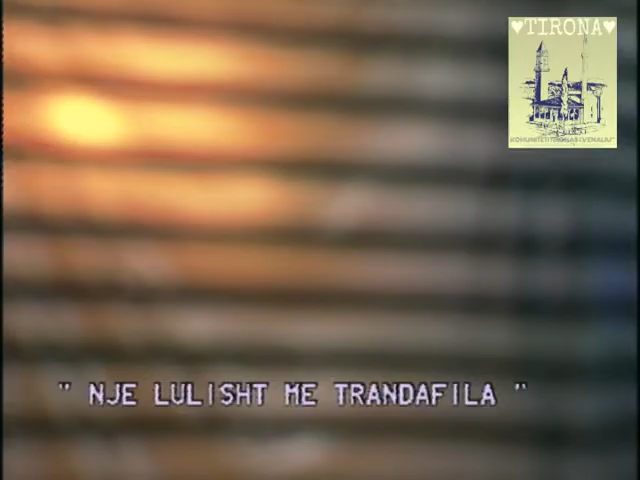 ♥TIRONA♥
" NJE LULISHT ME TRANDAFILA "